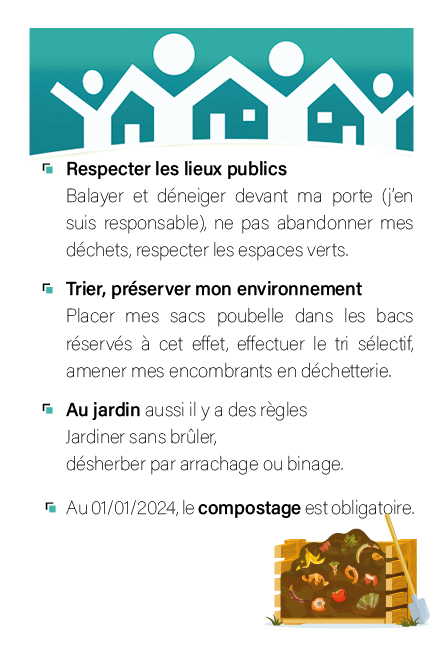 Respecter les lieux publics
Balayer et déneiger devant ma porte (j'en
suis responsable), ne pas abandonner mes
déchets, respecter les espaces verts.
Trier, préserver mon environnement
Placer mes sacs poubelle dans les bacs
réservés à cet effet, effectuer le tri sélectif,
amener mes encombrants en déchetterie.
Au jardin aussi il y a des règles
Jardiner sans brûler,
désherber par arrachage ou binage.
Au 01/01/2024, le compostage est obligatoire.